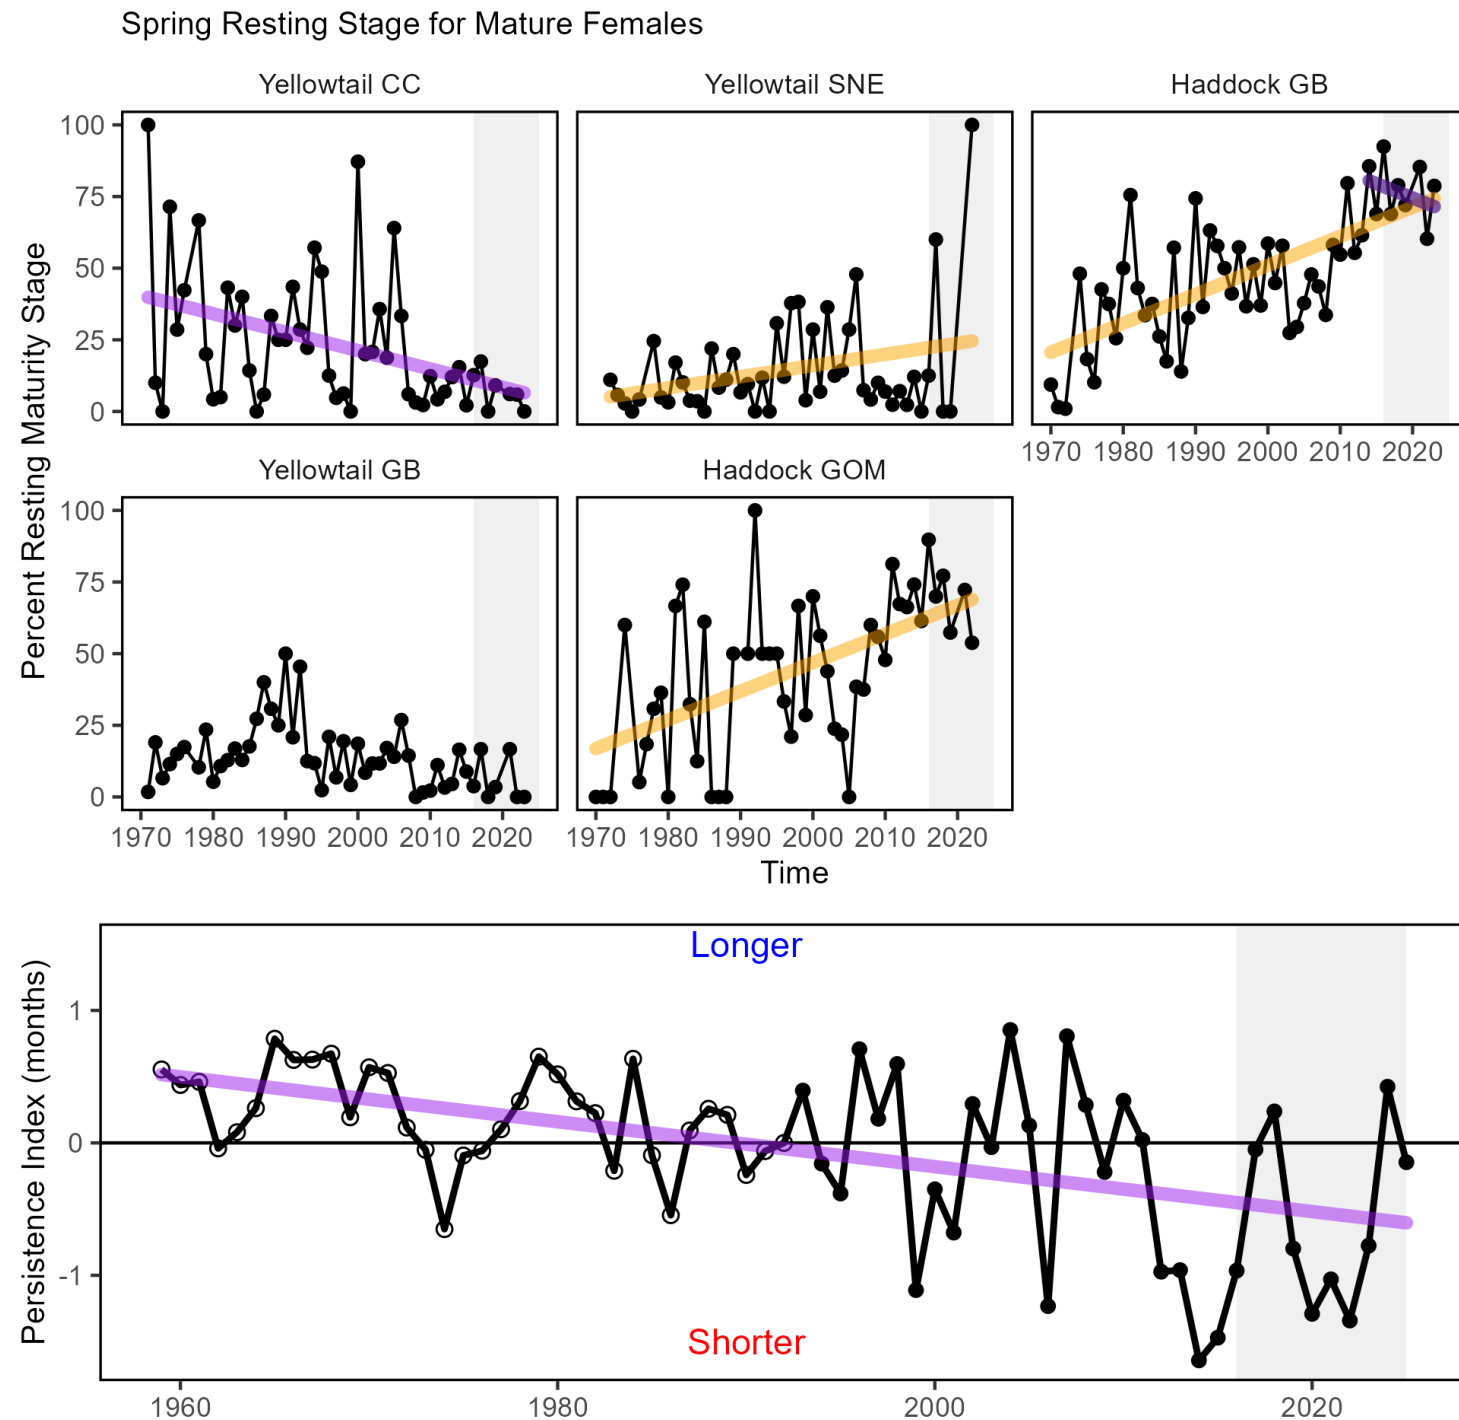 Spring Resting Stage for Mature Females
Yellowtail CC
Yellowtail SNE
Haddock GB
100
75
50
25
0
1970 1980 1990 2000 2010 2020
Percent Resting Maturity Stage
Yellowtail GB
Haddock GOM
100
75
50
25
0
1970 1980 1990 2000 2010 2020
1970 1980 1990 2000 2010 2020
Time
Longer
Persistence Index (months)
1
0
-1
Shorter
1960 1980 2000 2020